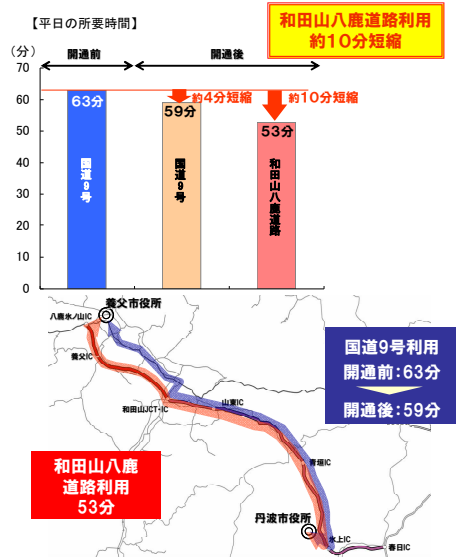 【平日の所要時間】
和田山八鹿道路利用
約10分短縮
(分)
開通前
開通後
70
60
50
40
30
20
10
0
63分
国道9号
約4分短縮
59分
国道9号
約10分短縮
53分
和田山八鹿道路
養父市役所
八鹿氷ノ山IC
養父IC
和田山JCT・IC
山東IC
青垣IC
丹波市役所
氷上IC
春日IC
国道9号利用
開通前:63分
開通後:59分
和田山八鹿
道路利用
53分